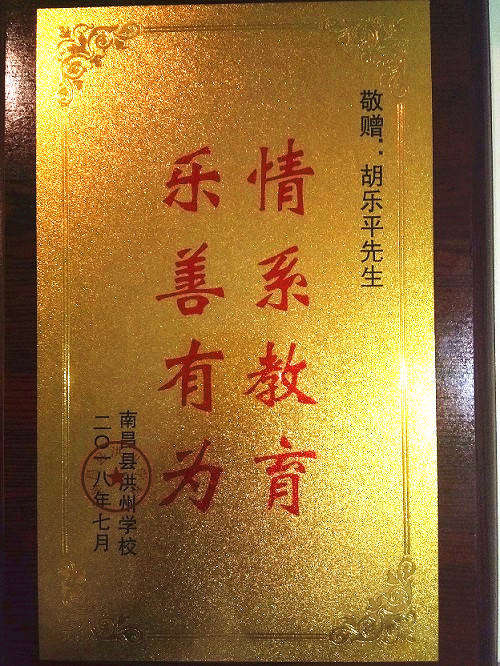 敬赠：胡乐平先生
情系教育
乐善有为
南昌县洪州学校
二〇一八年七月